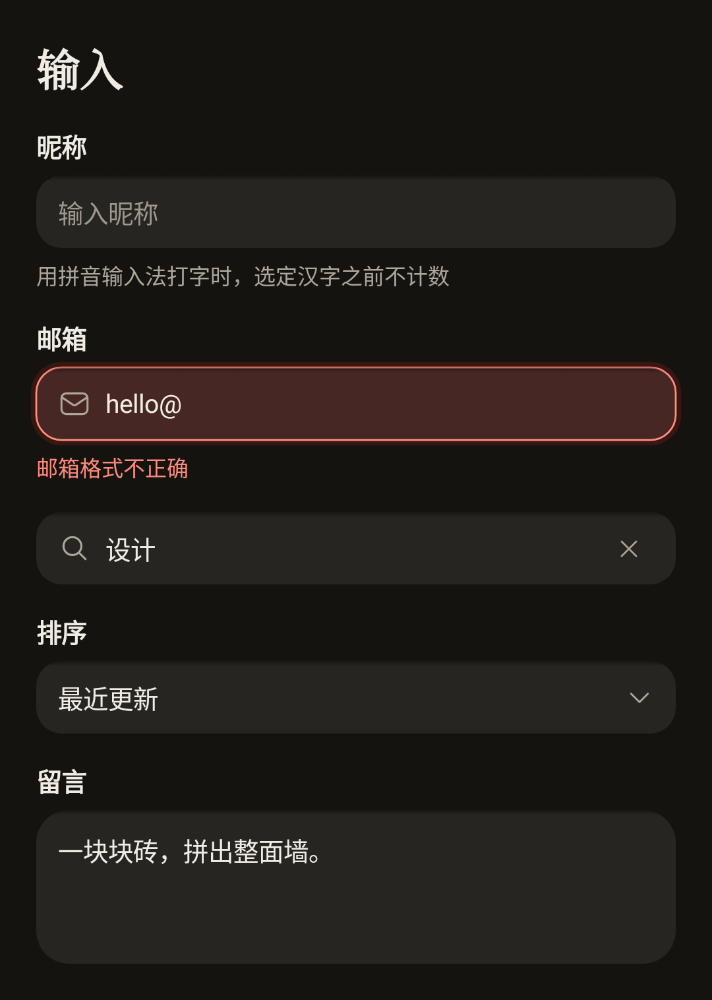 输入
昵称
输入昵称
用拼音输入法打字时，选定汉字之前不计数
邮箱
hello@
邮箱格式不正确
设计
排序
最近更新
留言
一块块砖，拼出整面墙。